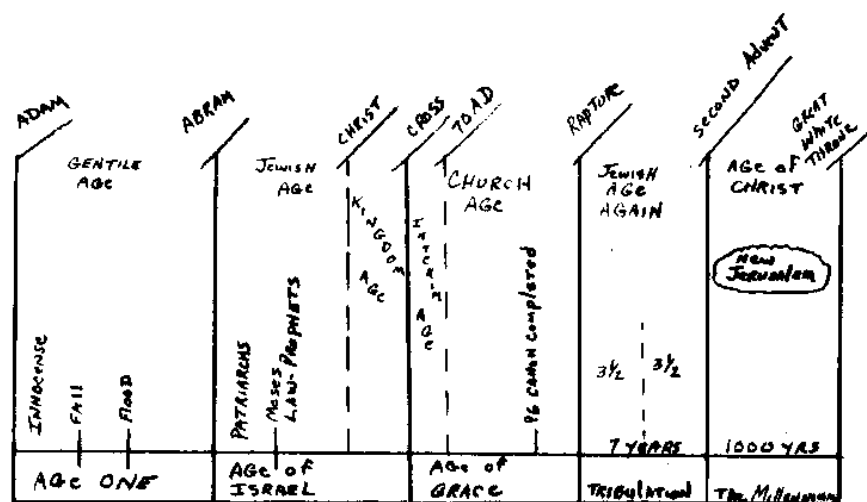 ADAM
ABRAM
CHRIST
CROSS
70 AD
RAPTURE
SECOND ADVENT
GREAT
WHITE
THRONE
GENTILE
AGE
JEWISH
AGE
KINGDOM
AGE
INTERIM
AGE
CHURCH
AGE
JEWISH
AGE
AGAIN
AGE of
CHRIST
NEW
JERUSALEM
INNOCENSE
FALL
FLOOD
PATRIARCHS
MOSES
LAW-PROPHETS
96 CANON COMPLETED
3½
3½
7 YEARS
1000 YRS
AGE ONE
AGE of
ISRAEL
AGE of
GRACE
TRIBULATION
THE MILLENNIUM